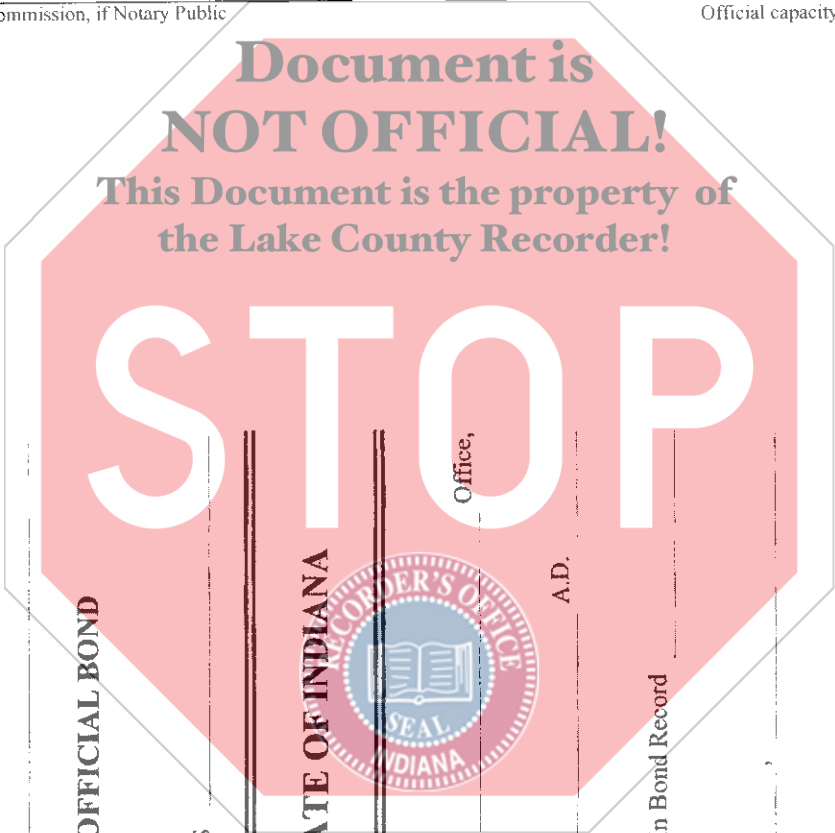 ommission, if Notary Public
Official capacity
Document is
NOT OFFICIAL!
This Document is the property of
the Lake County Recorder!
STOP
OFFICIAL BOND
ATE OF INDIANA
Office,
A.D.
n Bond Record
RECORDER'S OFFICE
SEAL
INDIANA